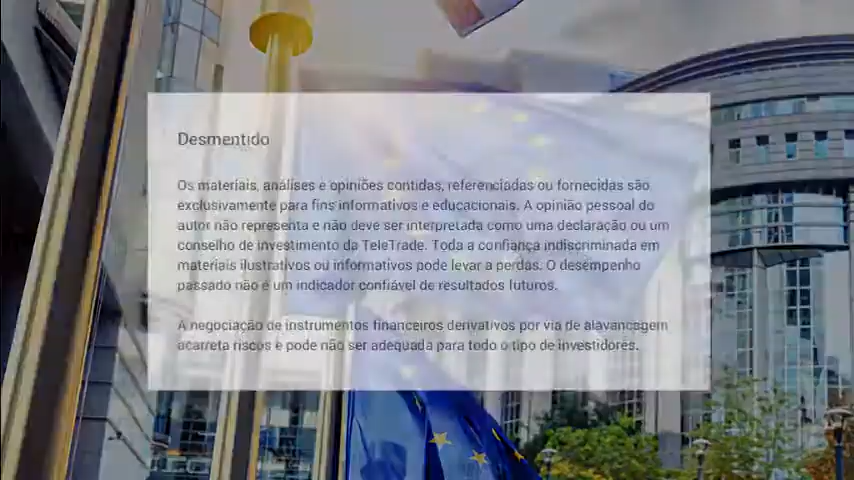 Desmentido
Os materiais, análises e opiniões contidas, referenciadas ou fornecidas são
exclusivamente para fins informativos e educacionais. A opinião pessoal do
autor não representa e não deve ser interpretada como uma declaração ou um
conselho de investimento da TeleTrade. Toda a confiança indiscriminada em
materiais ilustrativos ou informativos pode levar a perdas. O desempenho
passado não é um indicador confiável de resultados futuros.
A negociação de instrumentos financeiros derivativos por via de alavancagem
acarreta riscos e pode não ser adequada para todo o tipo de investidores.